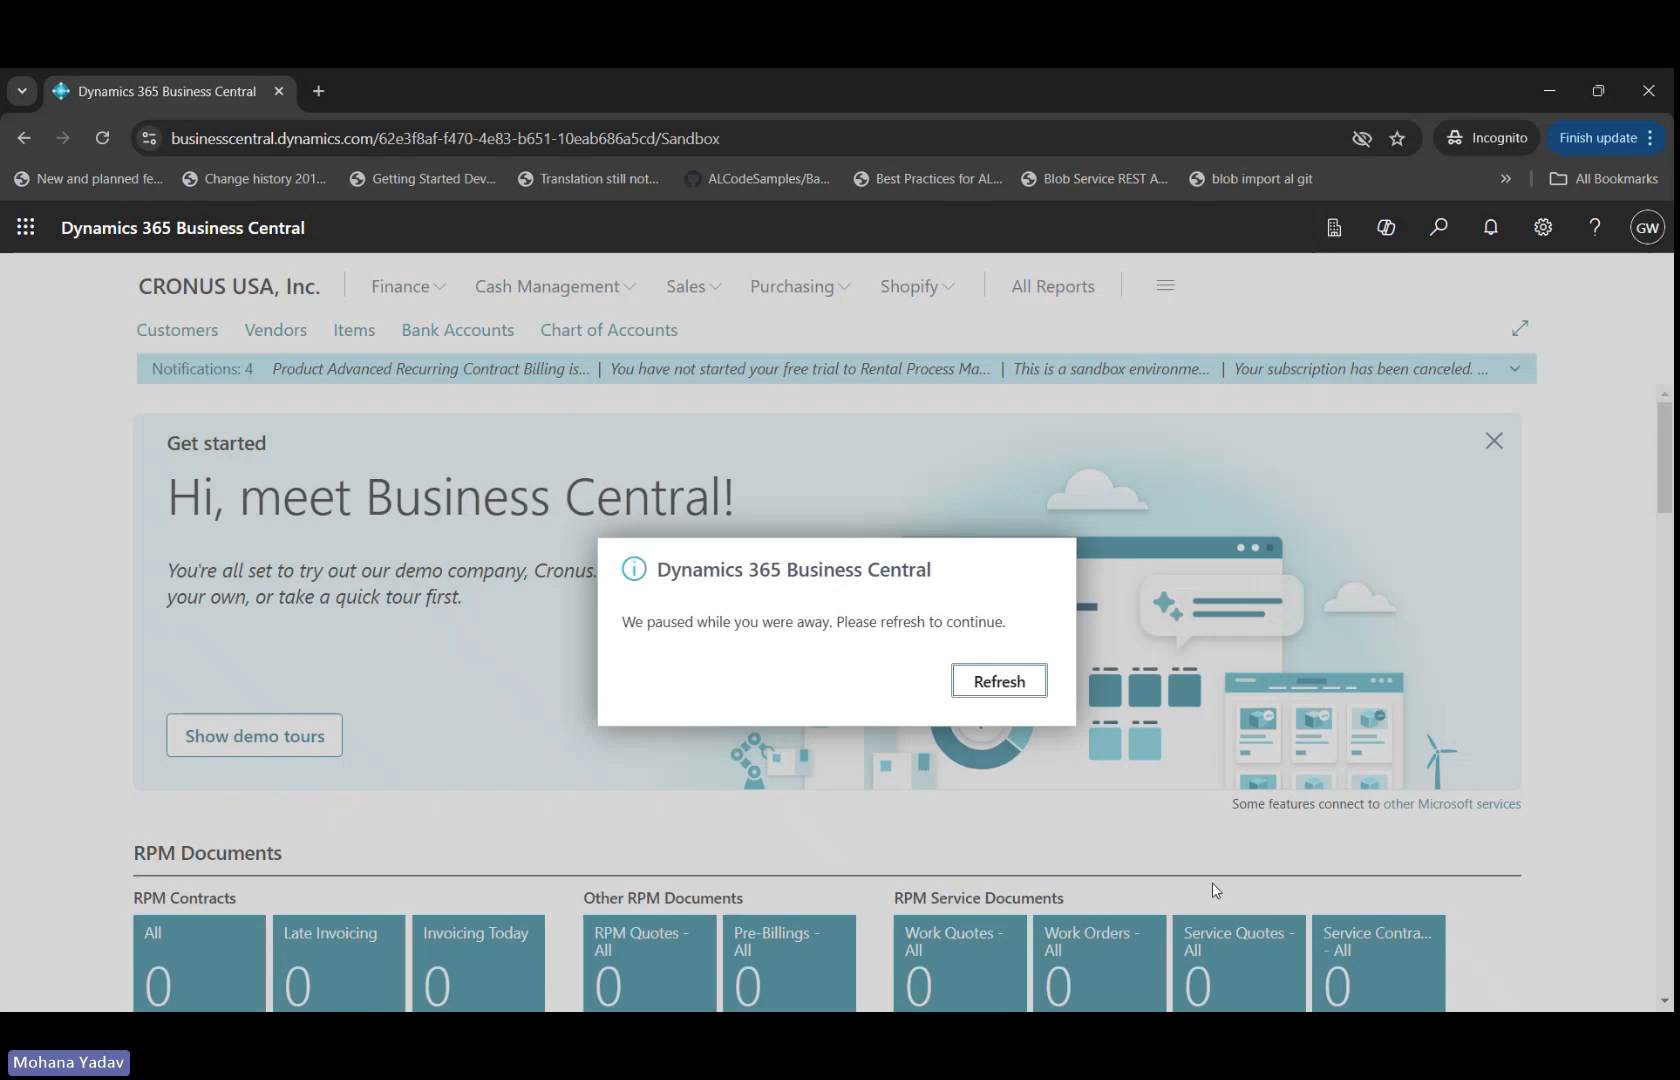 Dynamics 365 Business Central
businesscentral.dynamics.com/62e3f8af-f470-4e83-b651-10eab686a5cd/Sandbox
Incognito
Finish update
New and planned fe...
Change history 201...
Getting Started Dev...
Translation still not...
ALCodeSamples/Ba...
Best Practices for AL...
Blob Service REST A...
blob import al git
»
All Bookmarks
Dynamics 365 Business Central
GW
CRONUS USA, Inc.
Finance
Cash Management
Sales
Purchasing
Shopify
All Reports
Customers
Vendors
Items
Bank Accounts
Chart of Accounts
Notifications: 4 Product Advanced Recurring Contract Billing is... | You have not started your free trial to Rental Process Ma... | This is a sandbox environme... | Your subscription has been canceled. ...
Get started
Hi, meet Business Central!
You're all set to try out our demo company, Cronus.
your own, or take a quick tour first.
Dynamics 365 Business Central
We paused while you were away. Please refresh to continue.
Refresh
Show demo tours
Some features connect to other Microsoft services
RPM Documents
RPM Contracts
Other RPM Documents
RPM Service Documents
All
0
Late Invoicing
0
Invoicing Today
0
RPM Quotes -
All
0
Pre-Billings -
All
0
Work Quotes -
All
0
Work Orders -
All
0
Service Quotes -
All
0
Service Contra...
- All
0
Mohana Yadav